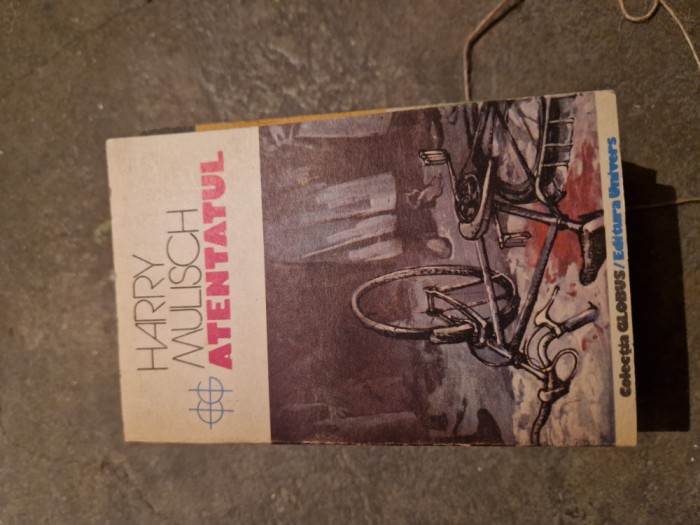 HARRY
MULISCH
ATENTATUL
Colecția GLOBUS/Editura Univers